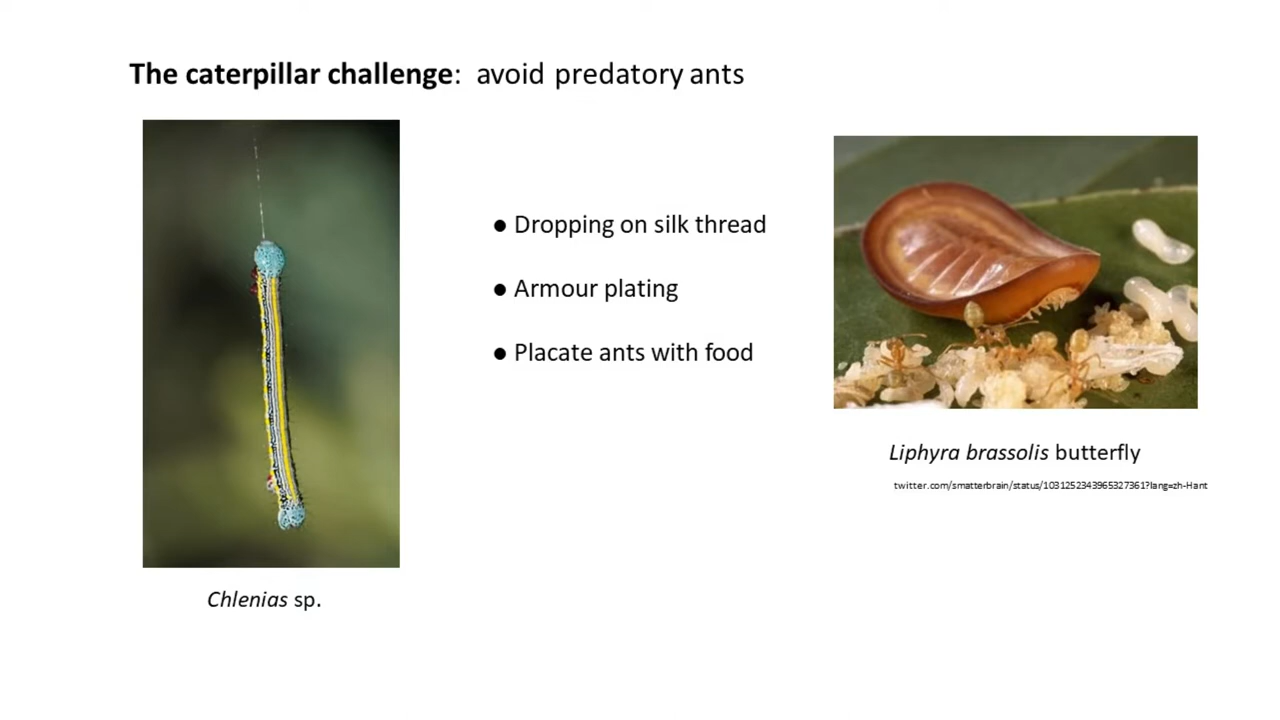 The caterpillar challenge: avoid predatory ants
● Dropping on silk thread
● Armour plating
● Placate ants with food
Liphyra brassolis butterfly
twitter.com/smatterbrain/status/1031252343965327361?lang=zh-Hant
Chlenias sp.